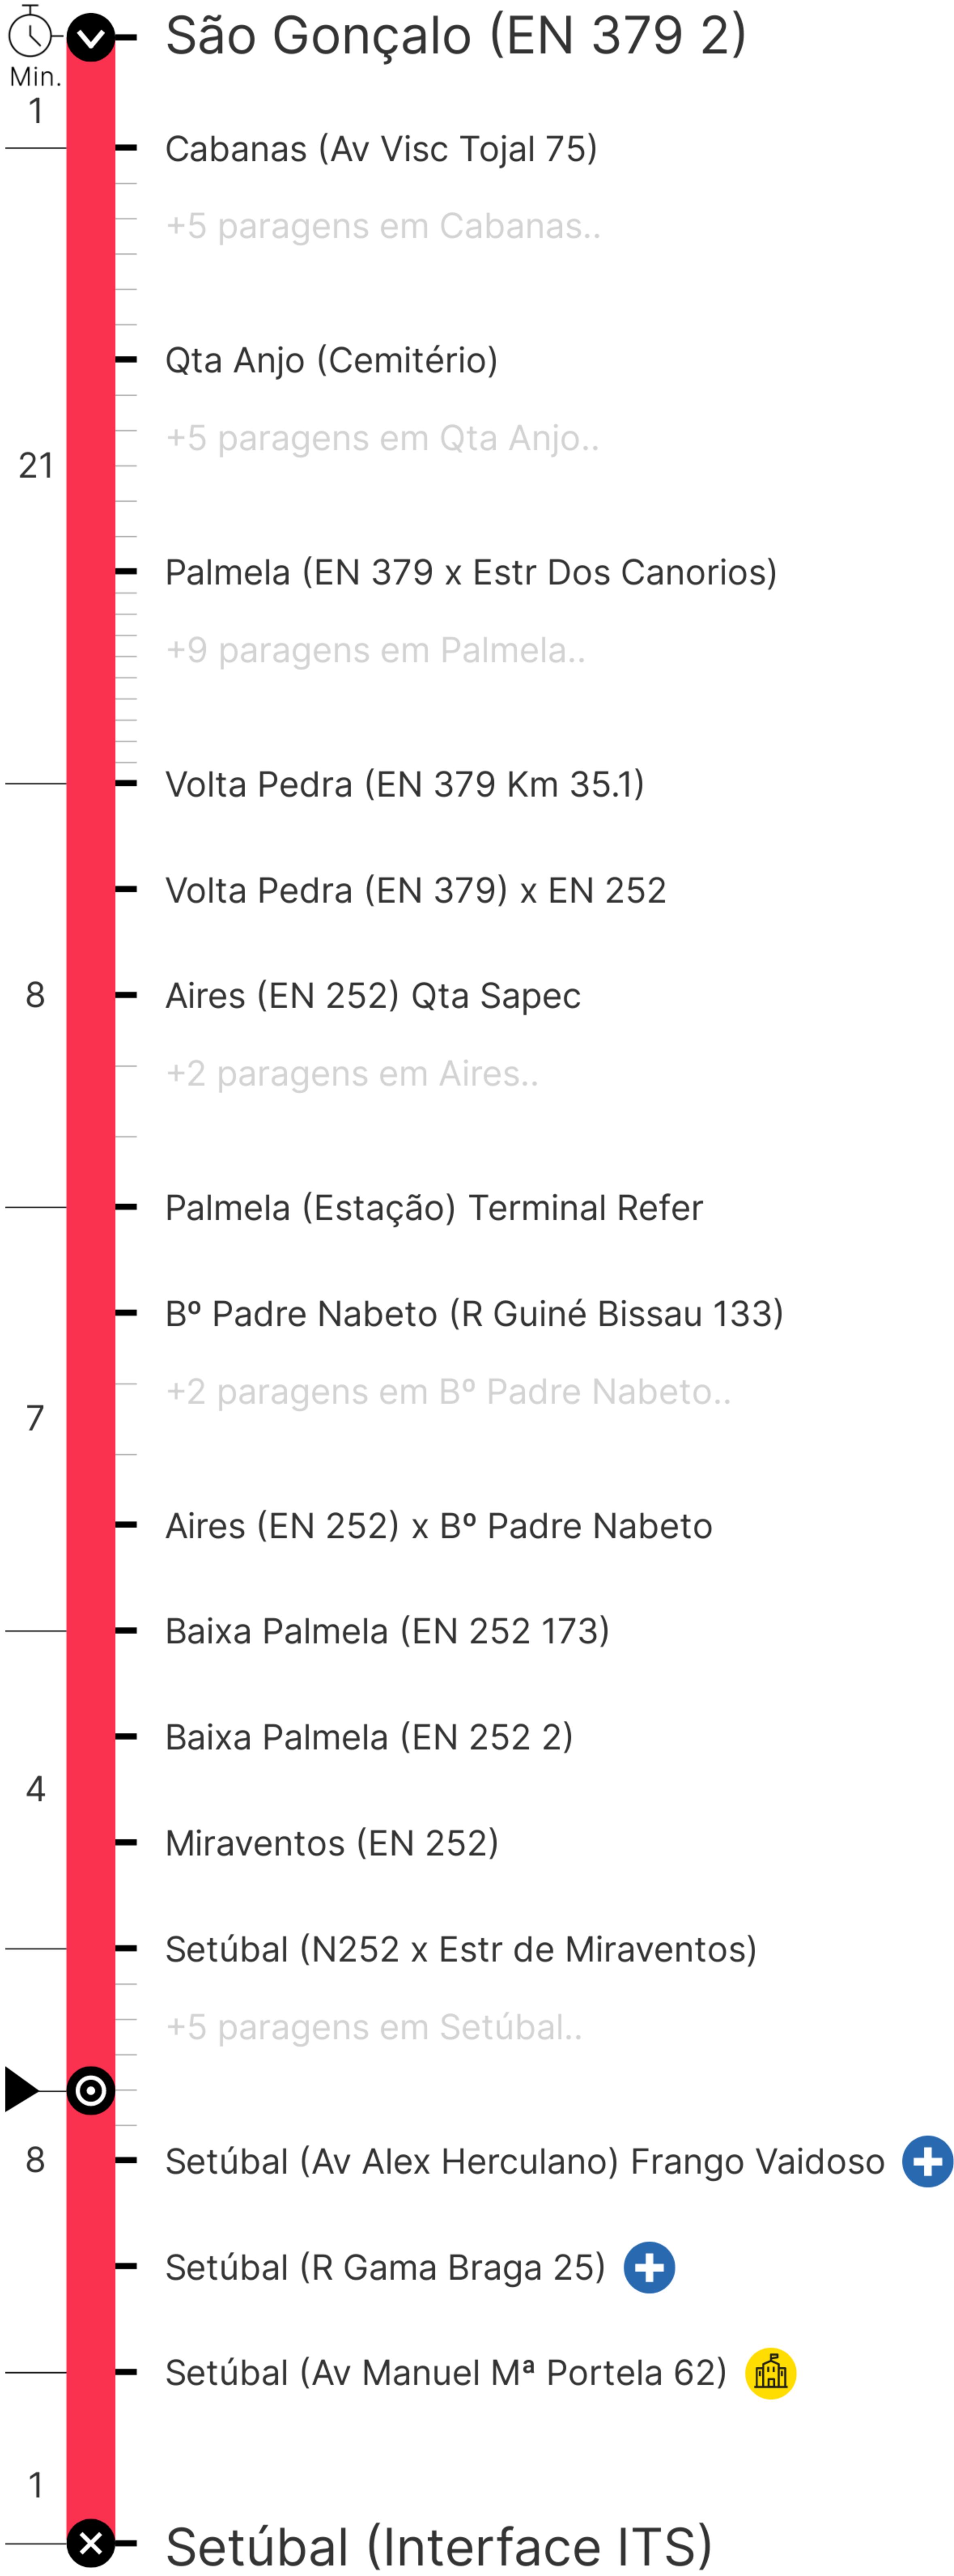 São Gonçalo (EN 379 2)
Min.
1
Cabanas (Av Visc Tojal 75)
+5 paragens em Cabanas..
Qta Anjo (Cemitério)
+5 paragens em Qta Anjo..
21
Palmela (EN 379 x Estr Dos Canorios)
+9 paragens em Palmela..
Volta Pedra (EN 379 Km 35.1)
Volta Pedra (EN 379) x EN 252
8
Aires (EN 252) Qta Sapec
+2 paragens em Aires..
Palmela (Estação) Terminal Refer
Bº Padre Nabeto (R Guiné Bissau 133)
+2 paragens em Bº Padre Nabeto..
7
Aires (EN 252) x Bº Padre Nabeto
Baixa Palmela (EN 252 173)
Baixa Palmela (EN 252 2)
4
Miraventos (EN 252)
Setúbal (N252 x Estr de Miraventos)
+5 paragens em Setúbal..
8
Setúbal (Av Alex Herculano) Frango Vaidoso
Setúbal (R Gama Braga 25)
Setúbal (Av Manuel Mª Portela 62)
1
Setúbal (Interface ITS)